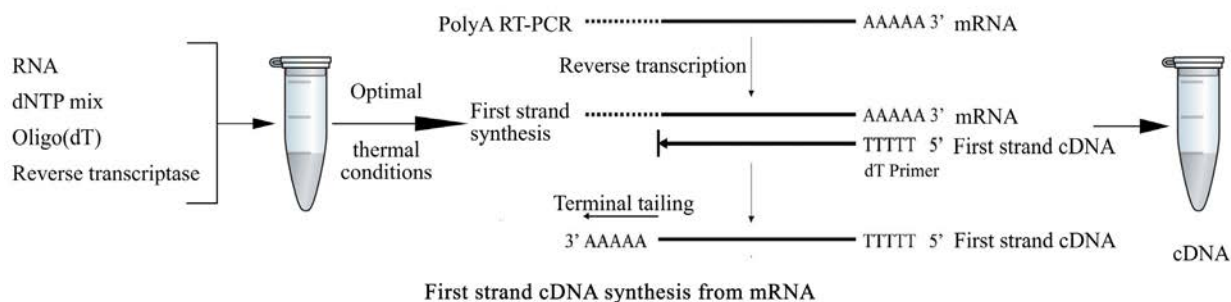 RNA
dNTP mix
Oligo(dT)
Reverse transcriptase
Optimal
thermal
conditions
PolyA RT-PCR
AAAAA 3’ mRNA
Reverse transcription
First strand
synthesis
AAAAA 3’ mRNA
TTTTT 5’ First strand cDNA
dT Primer
Terminal tailing
3’ AAAAA
TTTTT 5’ First strand cDNA
cDNA
First strand cDNA synthesis from mRNA